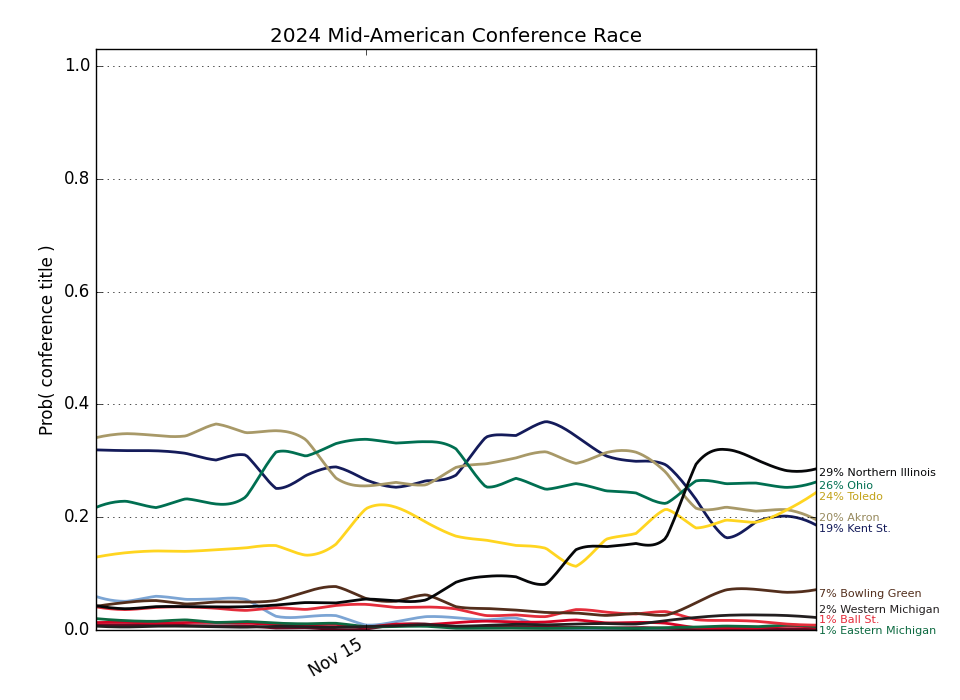 2024 Mid-American Conference Race
Prob( conference title )
1.0
0.8
0.6
0.4
0.2
0.0
Nov 15
29% Northern Illinois
26% Ohio
24% Toledo
20% Akron
19% Kent St.
7% Bowling Green
2% Western Michigan
1% Ball St.
1% Eastern Michigan